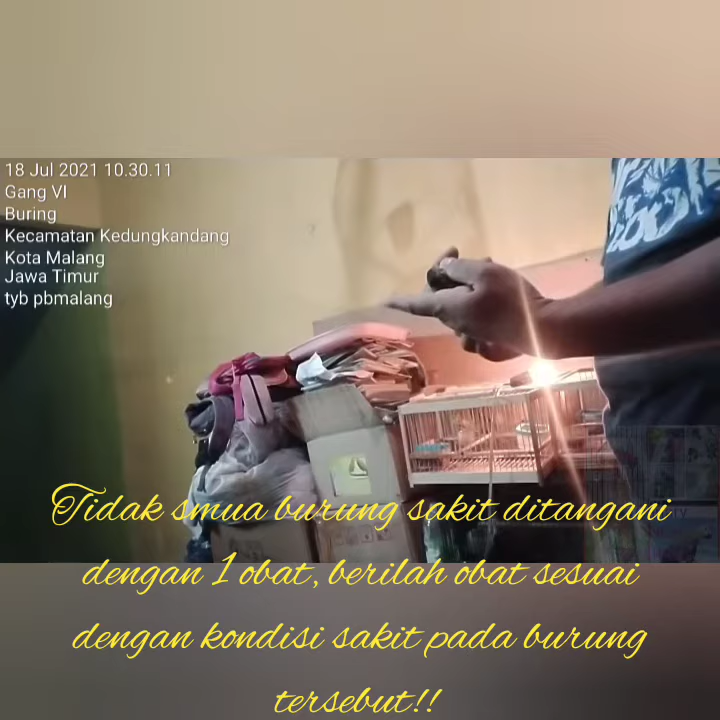 18 Jul 2021 10.30.11
Gang VI
Buring
Kecamatan Kedungkandang
Kota Malang
Jawa Timur
tyb pbmalang
Tidak smua burung sakit ditangani
dengan 1 obat, berilah obat sesuai
dengan kondisi sakit pada burung
tersebut!!